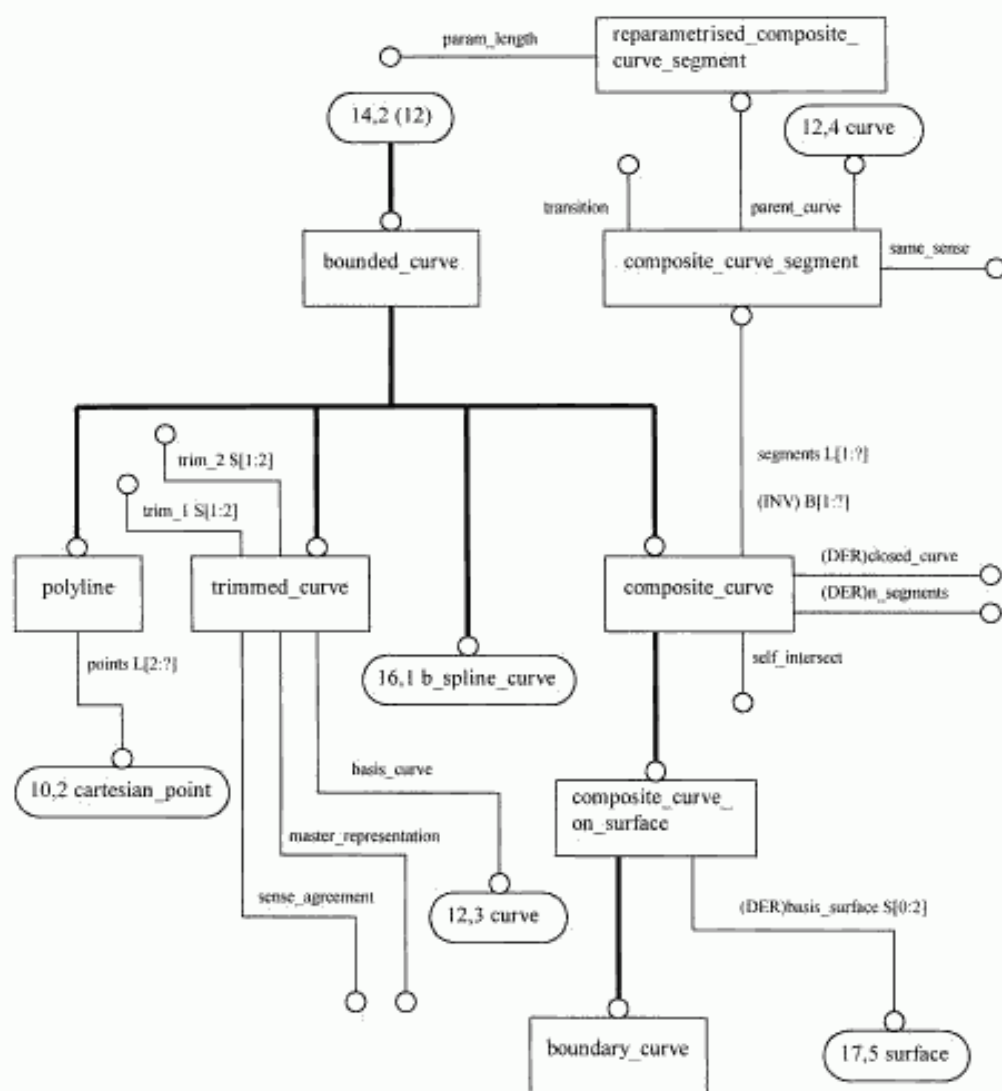 param_length
reparametrised_composite_
curve_segment
14,2 (12)
12,4 curve
transition
parent_curve
bounded_curve
composite_curve_segment
same_sense
trim_2 S[1:2]
segments L[1:?]
trim_1 S[1:2]
(INV) B[1:?]
polyline
trimmed_curve
composite_curve
(DER)closed_curve
(DER)n_segments
points L[2:?]
self_intersect
16,1 b_spline_curve
10,2 cartesian_point
basis_curve
composite_curve_
on_surface
master_representation
sense_agreement
12,3 curve
(DER)basis_surface S[0:2]
boundary_curve
17,5 surface